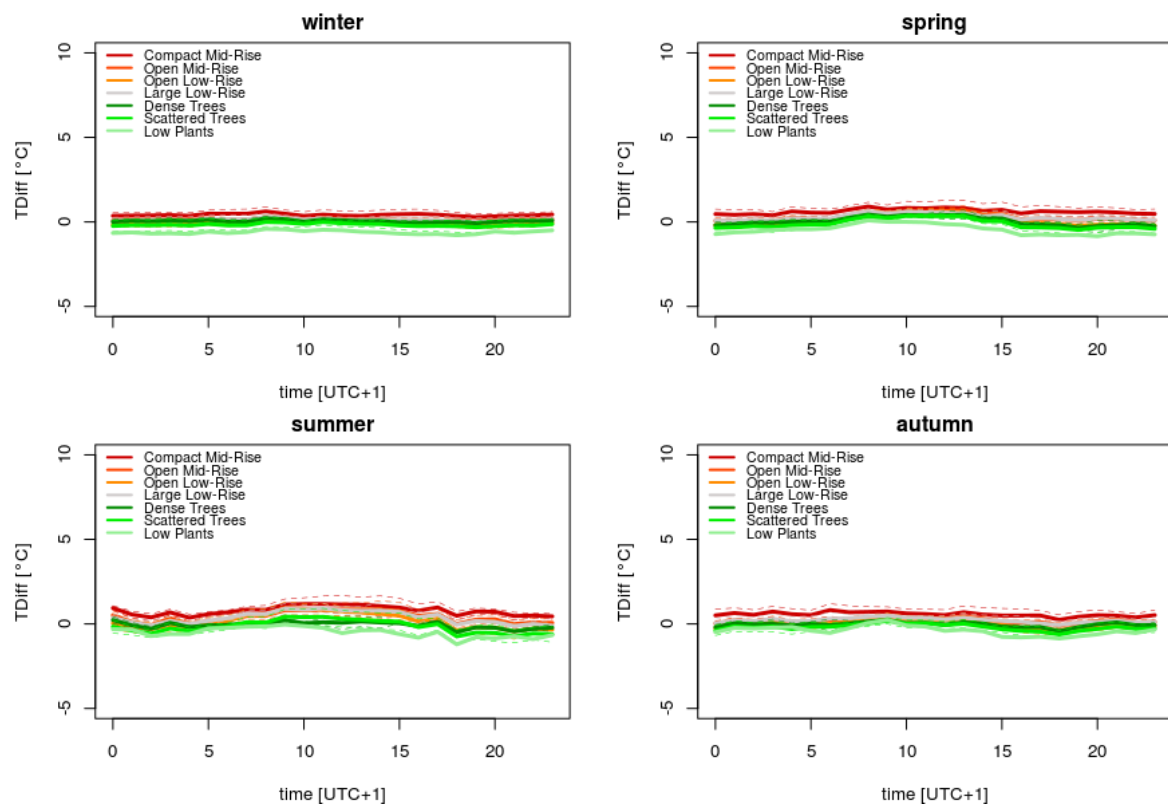 winter
10
5
0
-5
TDiff [°C]
Compact Mid-Rise
Open Mid-Rise
Open Low-Rise
Large Low-Rise
Dense Trees
Scattered Trees
Low Plants
0 5 10 15 20
time [UTC+1]
spring
10
5
0
-5
TDiff [°C]
Compact Mid-Rise
Open Mid-Rise
Open Low-Rise
Large Low-Rise
Dense Trees
Scattered Trees
Low Plants
0 5 10 15 20
time [UTC+1]
summer
10
5
0
-5
TDiff [°C]
Compact Mid-Rise
Open Mid-Rise
Open Low-Rise
Large Low-Rise
Dense Trees
Scattered Trees
Low Plants
0 5 10 15 20
time [UTC+1]
autumn
10
5
0
-5
TDiff [°C]
Compact Mid-Rise
Open Mid-Rise
Open Low-Rise
Large Low-Rise
Dense Trees
Scattered Trees
Low Plants
0 5 10 15 20
time [UTC+1]